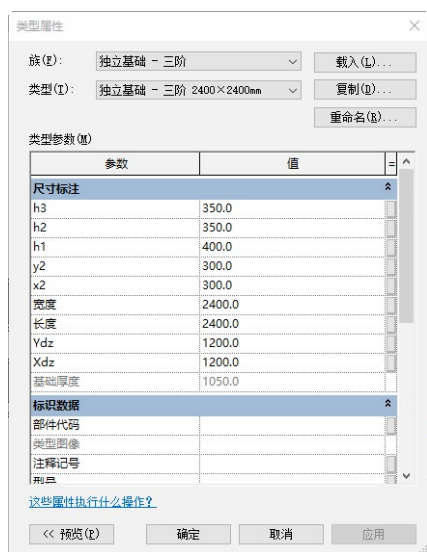 类型属性
族(F): 独立基础 - 三阶 载入(L)...
类型(T): 独立基础 - 三阶 2400×2400mm 复制(D)...
重命名(R)...
类型参数(M)
参数 值 =
尺寸标注
h3 350.0
h2 350.0
h1 400.0
y2 300.0
x2 300.0
宽度 2400.0
长度 2400.0
Ydz 1200.0
Xdz 1200.0
基础厚度 1050.0
标识数据
部件代码
类型图像
注释记号
型号
这些属性执行什么操作?
<< 预览(P) 确定 取消 应用